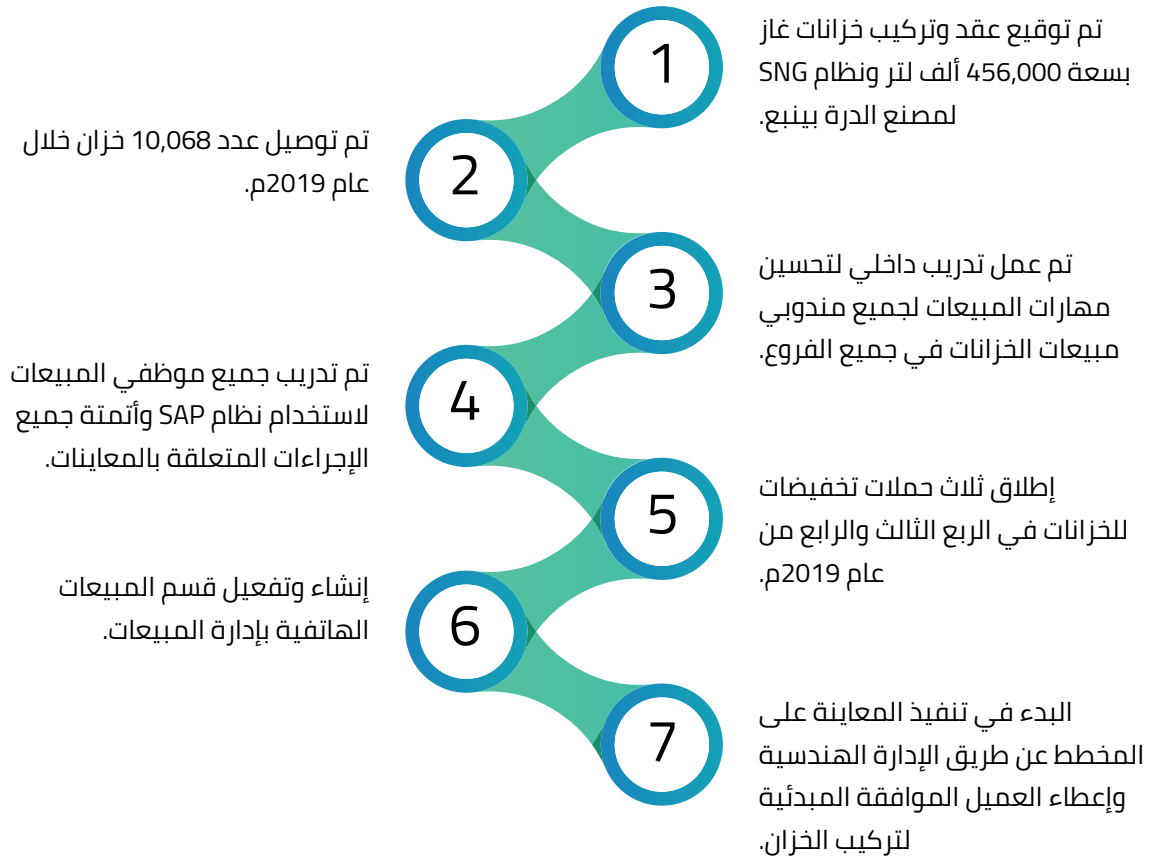 1
تم توقيع عقد وتركيب خزانات غاز
بسعة 456,000 ألف لتر ونظام SNG
لمصنع الدرة بينبع.
2
تم توصيل عدد 10,068 خزان خلال
عام 2019م.
3
تم عمل تدريب داخلي لتحسين
مهارات المبيعات لجميع مندوبي
مبيعات الخزانات في جميع الفروع.
4
تم تدريب جميع موظفي المبيعات
لاستخدام نظام SAP وأتمتة جميع
الإجراءات المتعلقة بالمعاينات.
5
إطلاق ثلاث حملات تخفيضات
للخزانات في الربع الثالث والرابع من
عام 2019م.
6
إنشاء وتفعيل قسم المبيعات
الهاتفية بإدارة المبيعات.
7
البدء في تنفيذ المعاينة على
المخطط عن طريق الإدارة الهندسية
وإعطاء العميل الموافقة المبدئية
لتركيب الخزان.